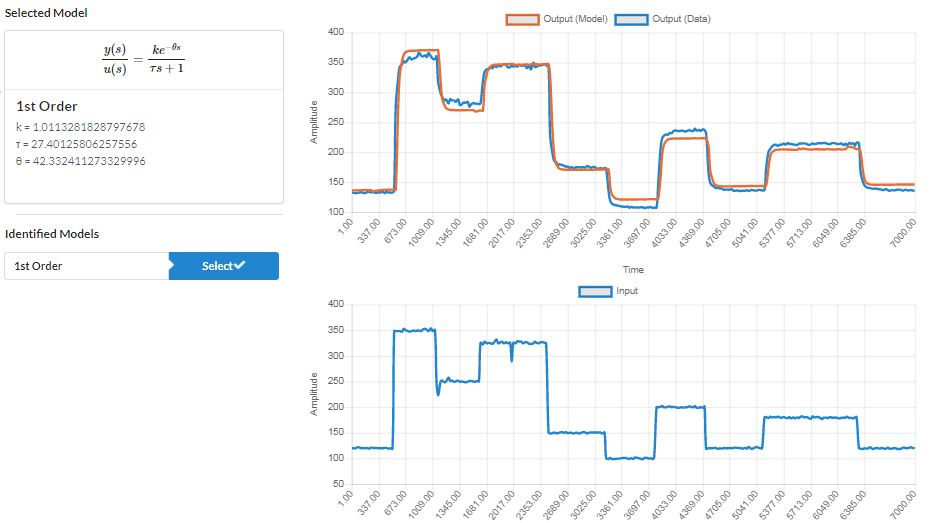 Selected Model
y(s)/u(s) = ke^−θs/τs + 1
1st Order
k = 1.0113281828797678
τ = 27.40125806257556
θ = 42.332411273329996
Identified Models
1st Order
Select
Output (Model) Output (Data)
Amplitude
400
350
300
250
200
150
100
1.00 337.00 673.00 1009.00 1345.00 1681.00 2017.00 2353.00 2689.00 3025.00 3361.00 3697.00 4033.00 4369.00 4705.00 5041.00 5377.00 5713.00 6049.00 6385.00 7000.00
Time
Input
Amplitude
400
350
300
250
200
150
100
50
1.00 337.00 673.00 1009.00 1345.00 1681.00 2017.00 2353.00 2689.00 3025.00 3361.00 3697.00 4033.00 4369.00 4705.00 5041.00 5377.00 5713.00 6049.00 6385.00 7000.00